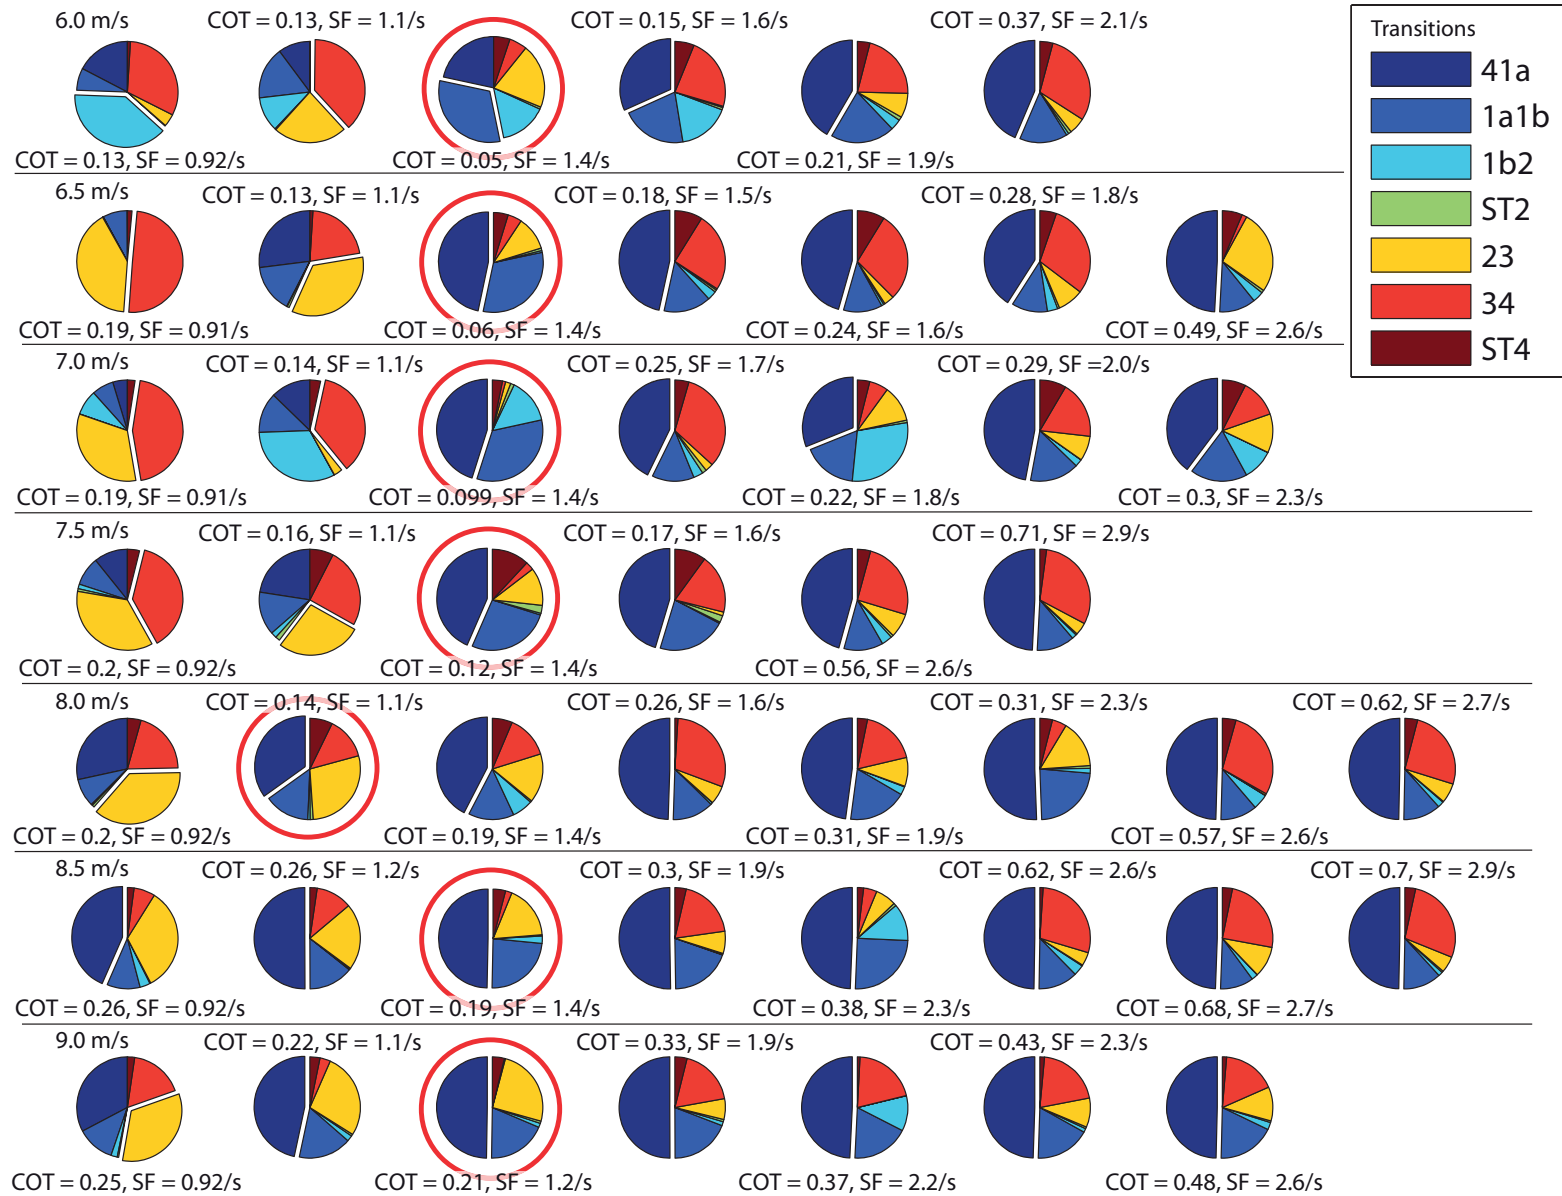 6.0 m/s
COT = 0.13, SF = 1.1/s
COT = 0.15, SF = 1.6/s
COT = 0.37, SF = 2.1/s
COT = 0.13, SF = 0.92/s
COT = 0.05, SF = 1.4/s
COT = 0.21, SF = 1.9/s
6.5 m/s
COT = 0.13, SF = 1.1/s
COT = 0.18, SF = 1.5/s
COT = 0.28, SF = 1.8/s
COT = 0.19, SF = 0.91/s
COT = 0.06, SF = 1.4/s
COT = 0.24, SF = 1.6/s
COT = 0.49, SF = 2.6/s
7.0 m/s
COT = 0.14, SF = 1.1/s
COT = 0.25, SF = 1.7/s
COT = 0.29, SF =2.0/s
COT = 0.19, SF = 0.91/s
COT = 0.099, SF = 1.4/s
COT = 0.22, SF = 1.8/s
COT = 0.3, SF = 2.3/s
7.5 m/s
COT = 0.16, SF = 1.1/s
COT = 0.17, SF = 1.6/s
COT = 0.71, SF = 2.9/s
COT = 0.2, SF = 0.92/s
COT = 0.12, SF = 1.4/s
COT = 0.56, SF = 2.6/s
8.0 m/s
COT = 0.14, SF = 1.1/s
COT = 0.26, SF = 1.6/s
COT = 0.31, SF = 2.3/s
COT = 0.62, SF = 2.7/s
COT = 0.2, SF = 0.92/s
COT = 0.19, SF = 1.4/s
COT = 0.31, SF = 1.9/s
COT = 0.57, SF = 2.6/s
8.5 m/s
COT = 0.26, SF = 1.2/s
COT = 0.3, SF = 1.9/s
COT = 0.62, SF = 2.6/s
COT = 0.7, SF = 2.9/s
COT = 0.26, SF = 0.92/s
COT = 0.19, SF = 1.4/s
COT = 0.38, SF = 2.3/s
COT = 0.68, SF = 2.7/s
9.0 m/s
COT = 0.22, SF = 1.1/s
COT = 0.33, SF = 1.9/s
COT = 0.43, SF = 2.3/s
COT = 0.25, SF = 0.92/s
COT = 0.21, SF = 1.2/s
COT = 0.37, SF = 2.2/s
COT = 0.48, SF = 2.6/s
Transitions
41a
1a1b
1b2
ST2
23
34
ST4